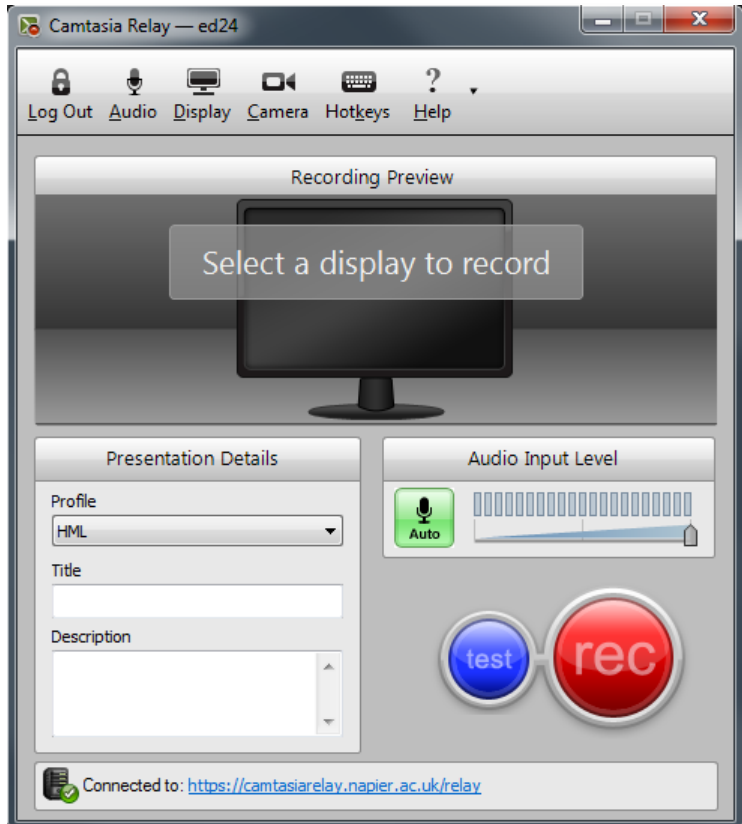 Camtasia Relay — ed24
Log Out Audio Display Camera Hotkeys Help
Recording Preview
Select a display to record
Presentation Details
Profile
HML
Title
Description
Audio Input Level
Auto
test rec
Connected to: https://camtasiarelay.napier.ac.uk/relay